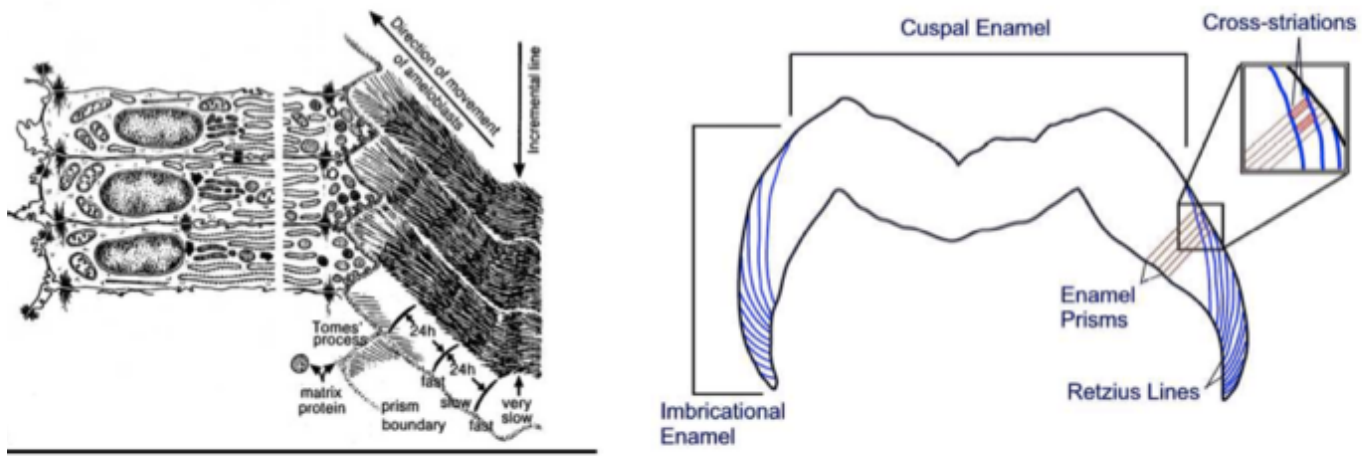 Direction of movement
of ameloblasts
Incremental line
Tomes'
process
24h
24h
fast
slow
fast
very
slow
matrix
protein
prism
boundary
Cuspal Enamel
Cross-striations
Enamel
Prisms
Retzius Lines
Imbricational
Enamel